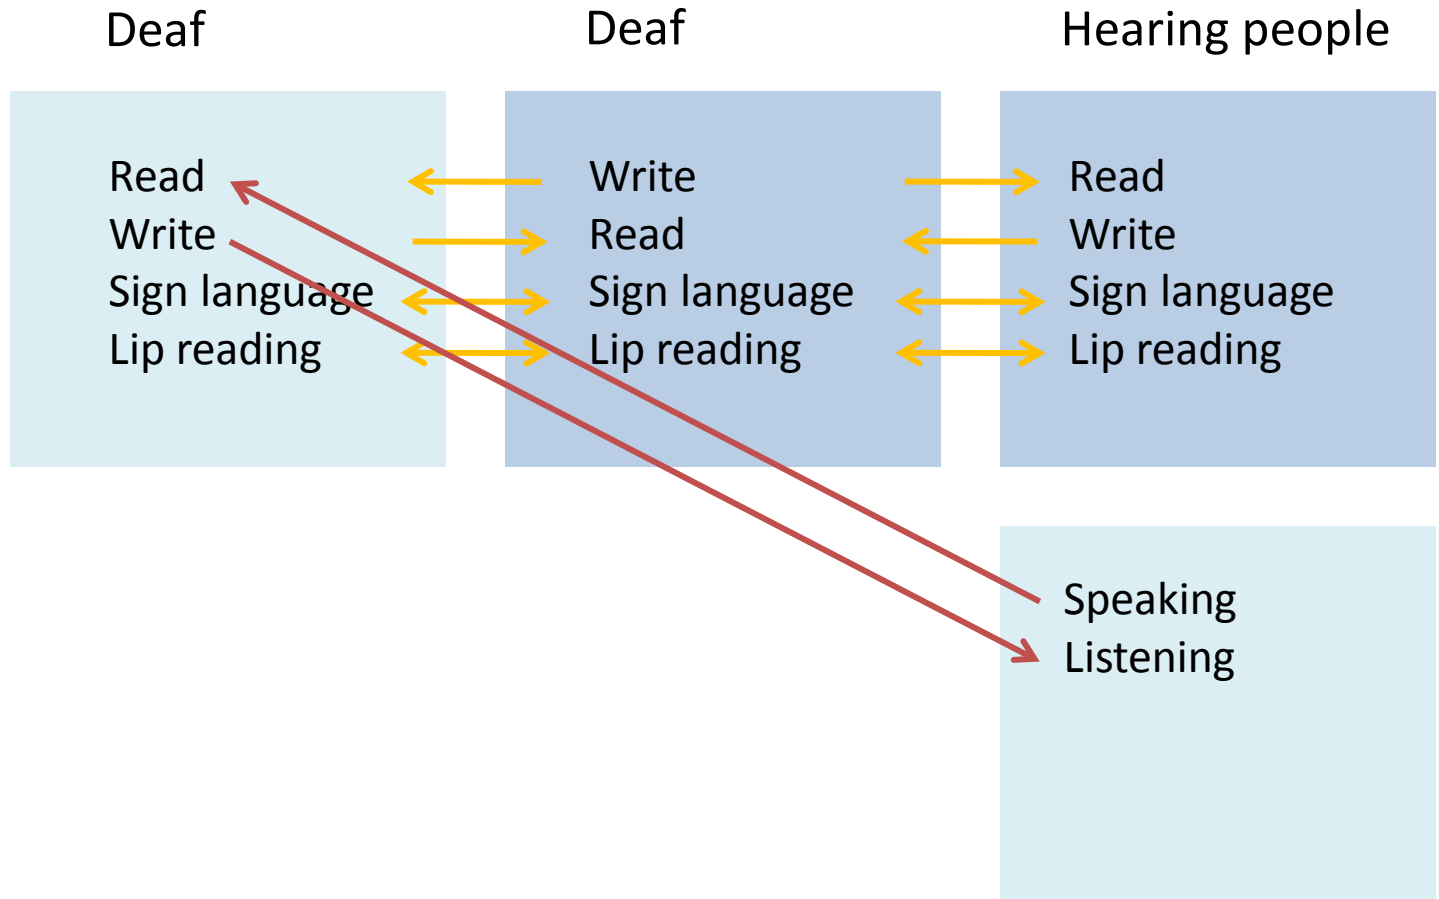 Deaf
Deaf
Hearing people
Read
Write
Sign language
Lip reading
Write
Read
Sign language
Lip reading
Read
Write
Sign language
Lip reading
Speaking
Listening